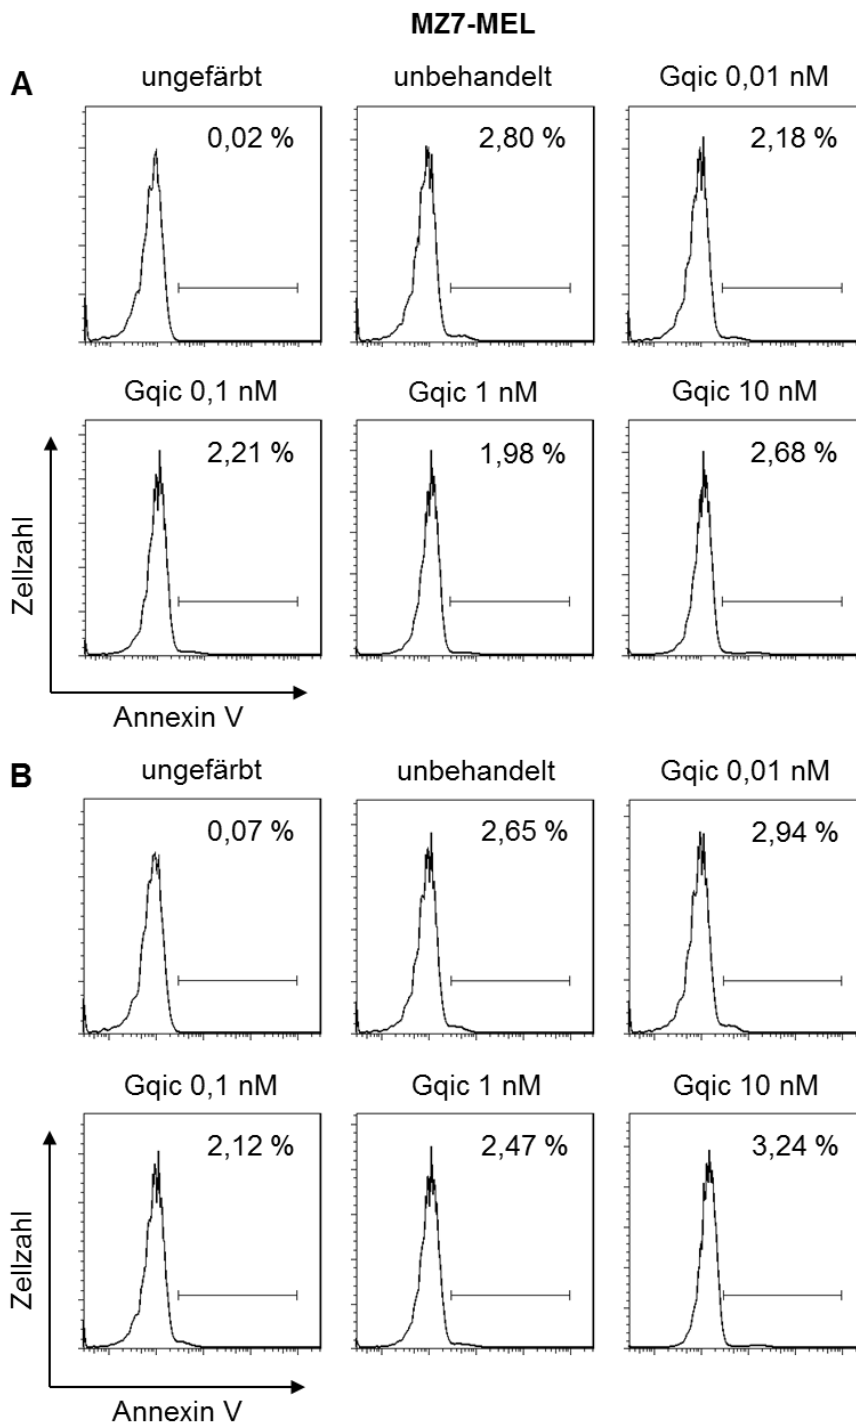 MZ7-MEL
A
ungefärbt
unbehandelt
Gqic 0,01 nM
0,02 %
2,80 %
2,18 %
Gqic 0,1 nM
Gqic 1 nM
Gqic 10 nM
2,21 %
1,98 %
2,68 %
Zellzahl
Annexin V
B
ungefärbt
unbehandelt
Gqic 0,01 nM
0,07 %
2,65 %
2,94 %
Gqic 0,1 nM
Gqic 1 nM
Gqic 10 nM
2,12 %
2,47 %
3,24 %
Zellzahl
Annexin V